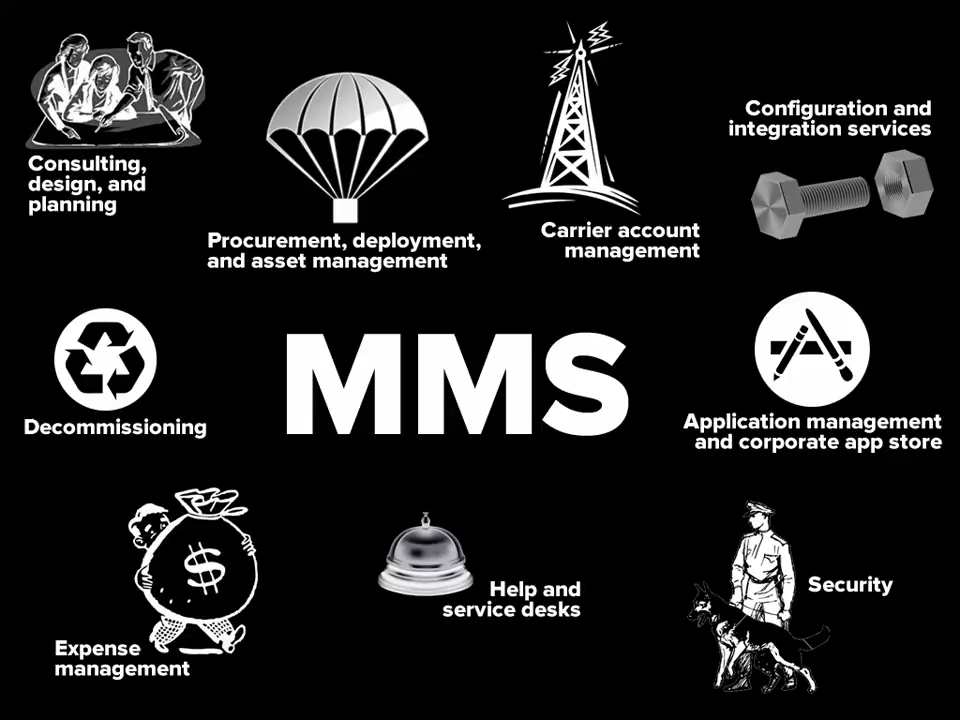 Consulting,
design, and
planning
Procurement, deployment,
and asset management
Carrier account
management
Configuration and
integration services
Decommissioning
MMS
Application management
and corporate app store
$
Expense
management
Help and
service desks
Security